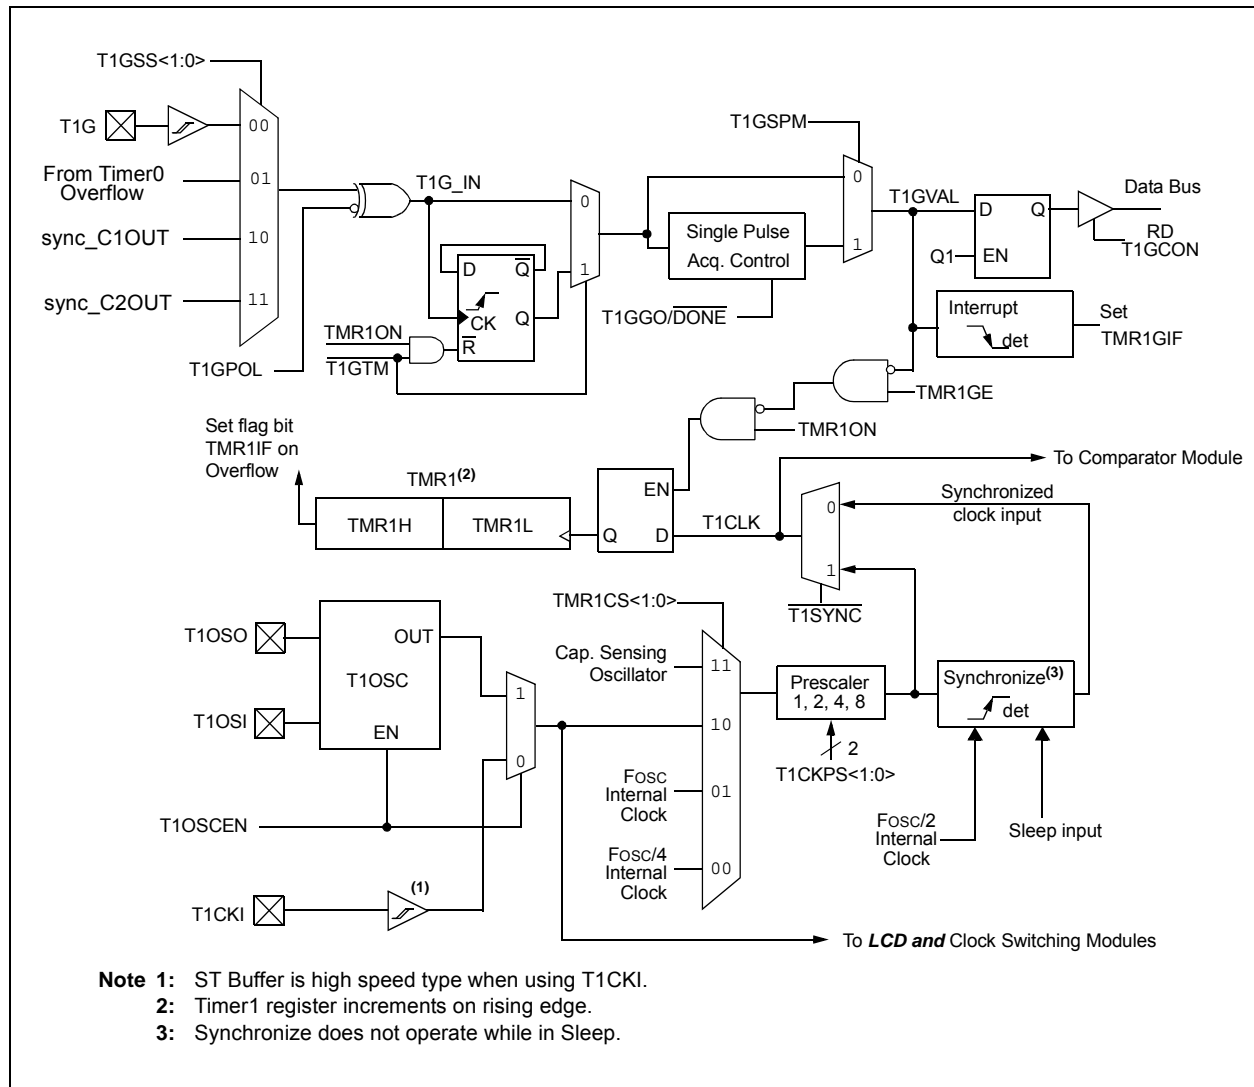 T1GSS<1:0>
T1G
00
From Timer0
Overflow
01
sync_C1OUT
10
sync_C2OUT
11
T1GPOL
T1G_IN
0
1
D
Q
CK
Q
R
TMR1ON
T1GTM
T1GSPM
0
1
Single Pulse
Acq. Control
T1GGO/DONE
T1GVAL
D
Q
Q1
EN
Data Bus
RD
T1GCON
Interrupt
det
Set
TMR1GIF
TMR1GE
TMR1ON
Set flag bit
TMR1IF on
Overflow
TMR1(2)
TMR1H
TMR1L
EN
Q
D
T1CLK
To Comparator Module
0
1
Synchronized
clock input
T1SYNC
T1OSO
T1OSI
OUT
T1OSC
EN
1
0
T1OSCEN
T1CKI
(1)
TMR1CS<1:0>
Cap. Sensing
Oscillator
11
10
FOSC
Internal
Clock
01
FOSC/4
Internal
Clock
00
Prescaler
1, 2, 4, 8
2
T1CKPS<1:0>
Synchronize(3)
det
FOSC/2
Internal
Clock
Sleep input
To LCD and Clock Switching Modules
Note 1: ST Buffer is high speed type when using T1CKI.
2: Timer1 register increments on rising edge.
3: Synchronize does not operate while in Sleep.